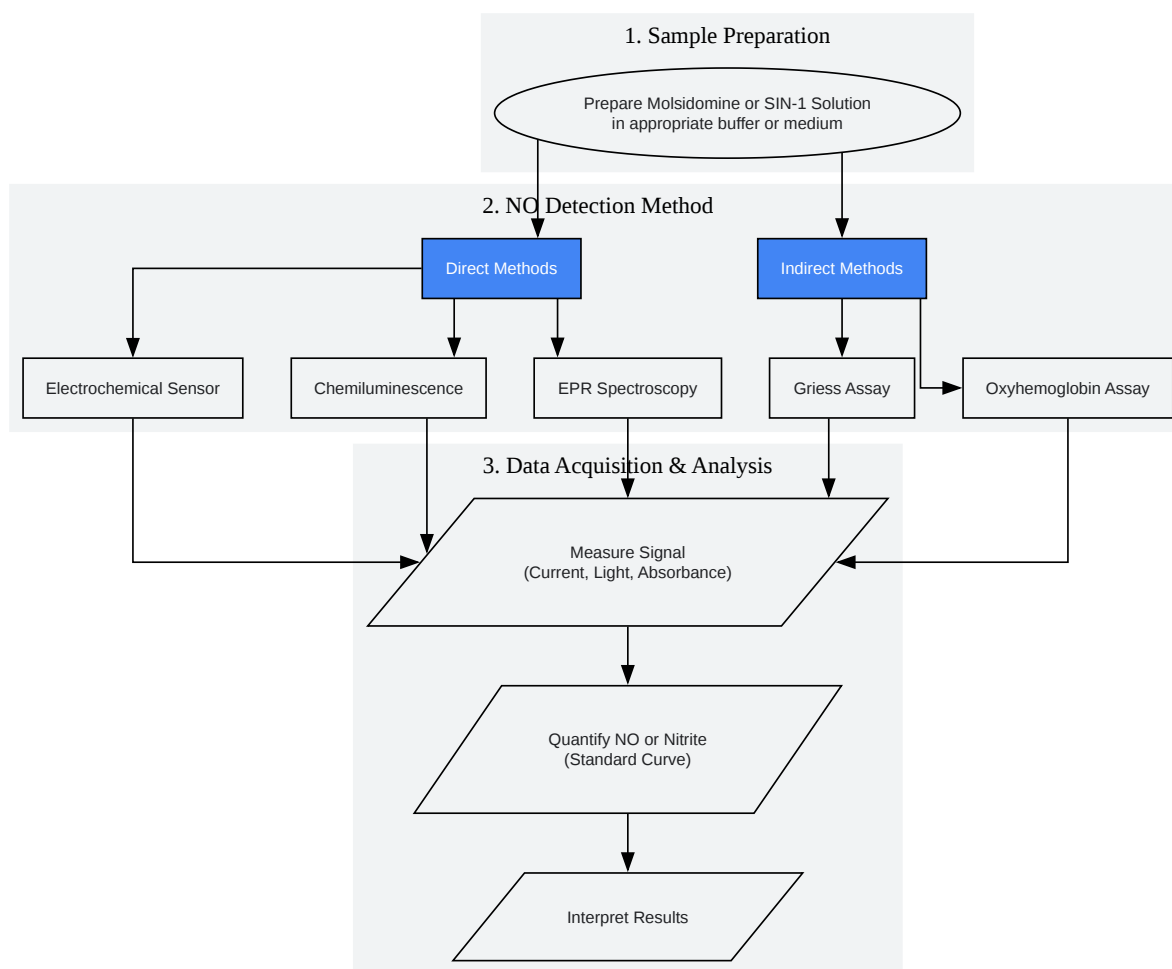 1. Sample Preparation
Prepare Molsidomine or SIN-1 Solution
in appropriate buffer or medium
2. NO Detection Method
Direct Methods
Indirect Methods
Electrochemical Sensor
Chemiluminescence
EPR Spectroscopy
Griess Assay
Oxyhemoglobin Assay
3. Data Acquisition & Analysis
Measure Signal
(Current, Light, Absorbance)
Quantify NO or Nitrite
(Standard Curve)
Interpret Results